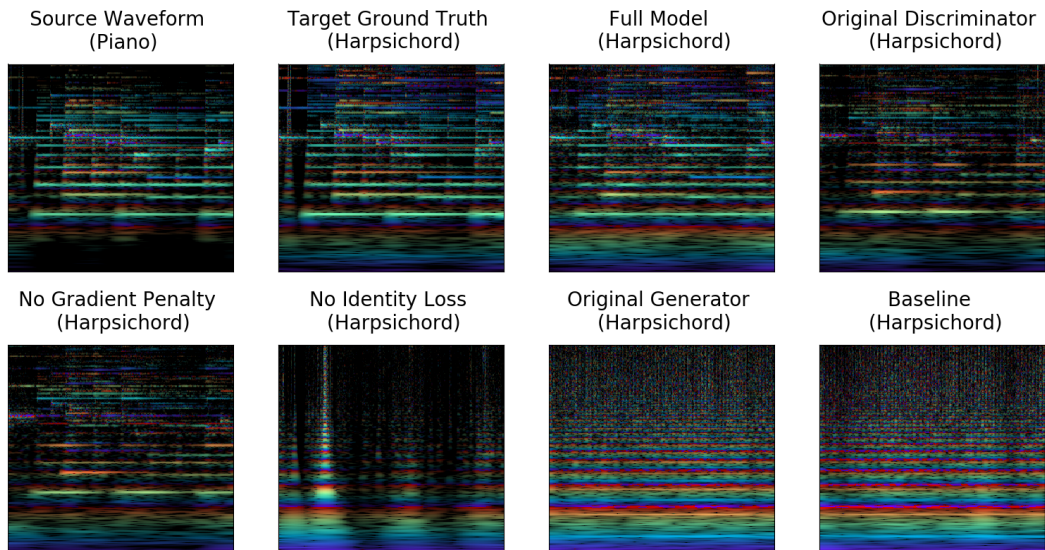 Source Waveform
(Piano)
Target Ground Truth
(Harpsichord)
Full Model
(Harpsichord)
Original Discriminator
(Harpsichord)
No Gradient Penalty
(Harpsichord)
No Identity Loss
(Harpsichord)
Original Generator
(Harpsichord)
Baseline
(Harpsichord)